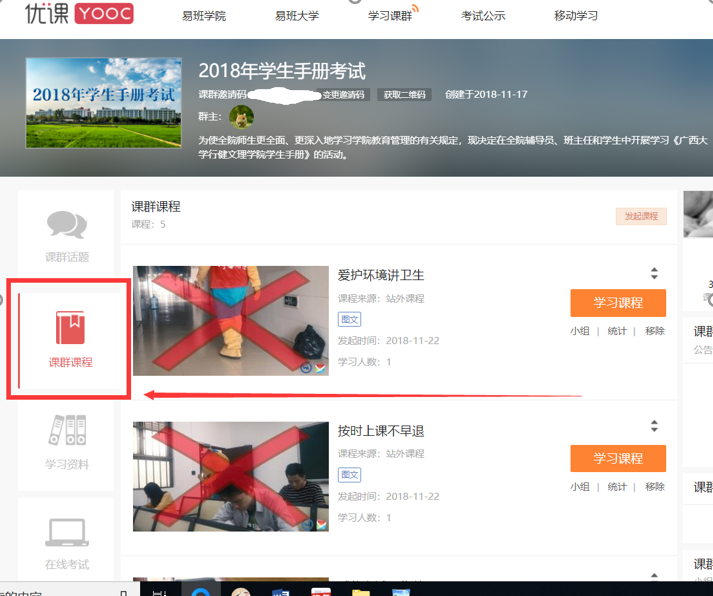 优课 YOOC
易班学院 易班大学 学习课群 考试公示 移动学习
2018年学生手册考试
2018年学生手册考试
课群邀请码 变更邀请码 获取二维码 创建于2018-11-17
群主：
为使全院师生更全面、更深入地学习学院教育管理的有关规定，现决定在全院辅导员、班主任和学生中开展学习《广西大
学行健文理学院学生手册》的活动。
课群话题
课群课程
学习资料
在线考试
课群课程
课程：5
发起课程
爱护环境讲卫生
课程来源：站外课程
图文
发起时间：2018-11-22
学习人数：1
学习课程
小组 | 统计 | 移除
按时上课不早退
课程来源：站外课程
图文
发起时间：2018-11-22
学习人数：1
学习课程
小组 | 统计 | 移除
课群
公告
课群
课群